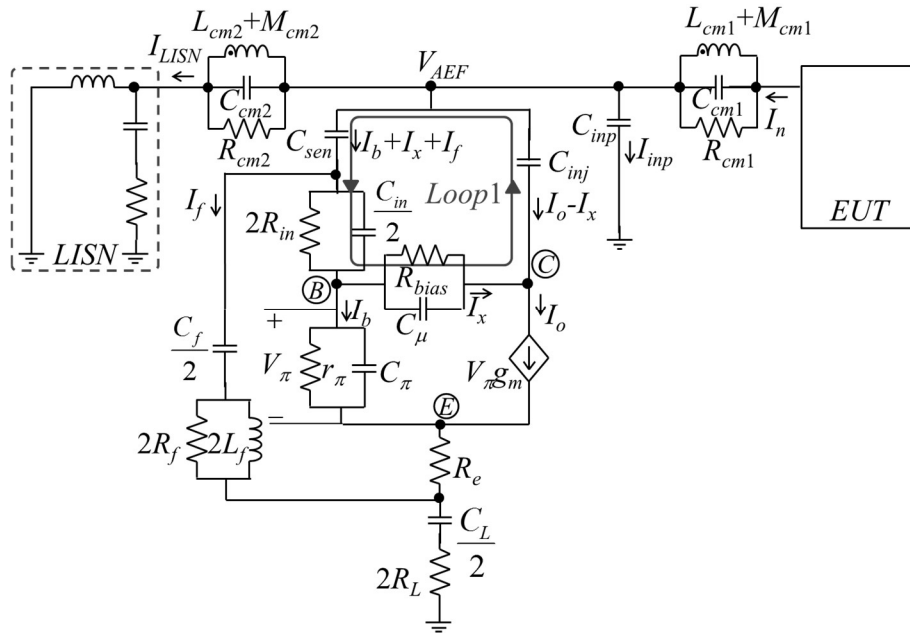 L_cm2+M_cm2
L_cm1+M_cm1
I_LISN
V_AEF
C_cm2
C_cm1
I_n
R_cm2
C_sen
I_b+I_x+I_f
C_inp
I_inp
R_cm1
C_inj
I_f
2R_in
C_in
2
Loop1
I_o-I_x
EUT
LISN
B
R_bias
C
+
I_b
C_μ
I_x
I_o
C_f
2
V_π
r_π
C_π
V_πg_m
=
E
2R_f
2L_f
R_e
C_L
2
2R_L